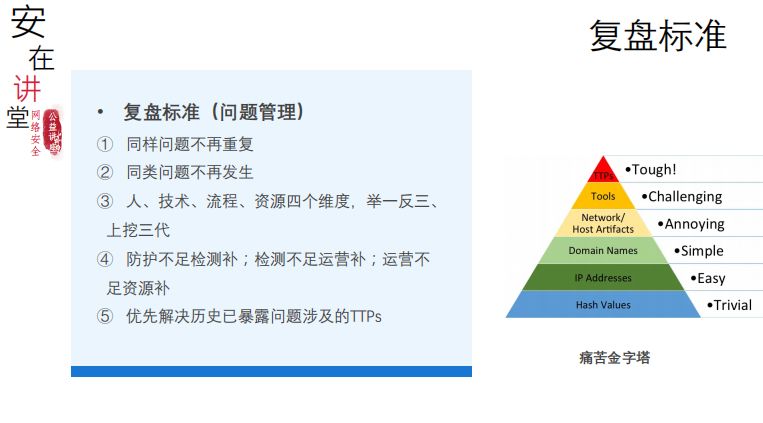 安
在
讲
堂
网络安全
公益讲座
复盘标准
• 复盘标准（问题管理）
① 同样问题不再重复
② 同类问题不再发生
③ 人、技术、流程、资源四个维度，举一反三、
上挖三代
④ 防护不足检测补；检测不足运营补；运营不
足资源补
⑤ 优先解决历史已暴露问题涉及的TTPs
TTPs •Tough!
Tools •Challenging
Network/
Host Artifacts •Annoying
Domain Names •Simple
IP Addresses •Easy
Hash Values •Trivial
痛苦金字塔